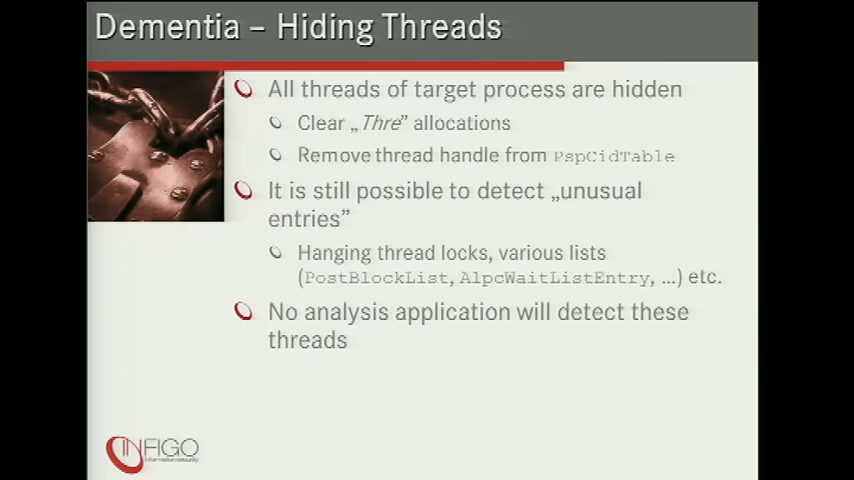 Dementia – Hiding Threads
All threads of target process are hidden
Clear „Thre” allocations
Remove thread handle from PspCidTable
It is still possible to detect „unusual
entries”
Hanging thread locks, various lists
(PostBlockList, AlpcWaitListEntry, ...) etc.
No analysis application will detect these
threads
INFIGO
information security